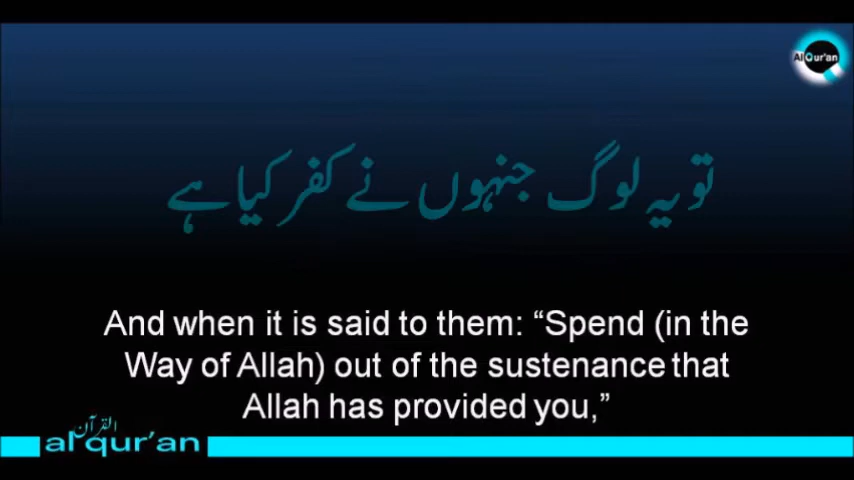 Al Qur'an
تو یہ لوگ جنہوں نے کفر کیا ہے
And when it is said to them: “Spend (in the
Way of Allah) out of the sustenance that
Allah has provided you,”
القرآن
al qur'an